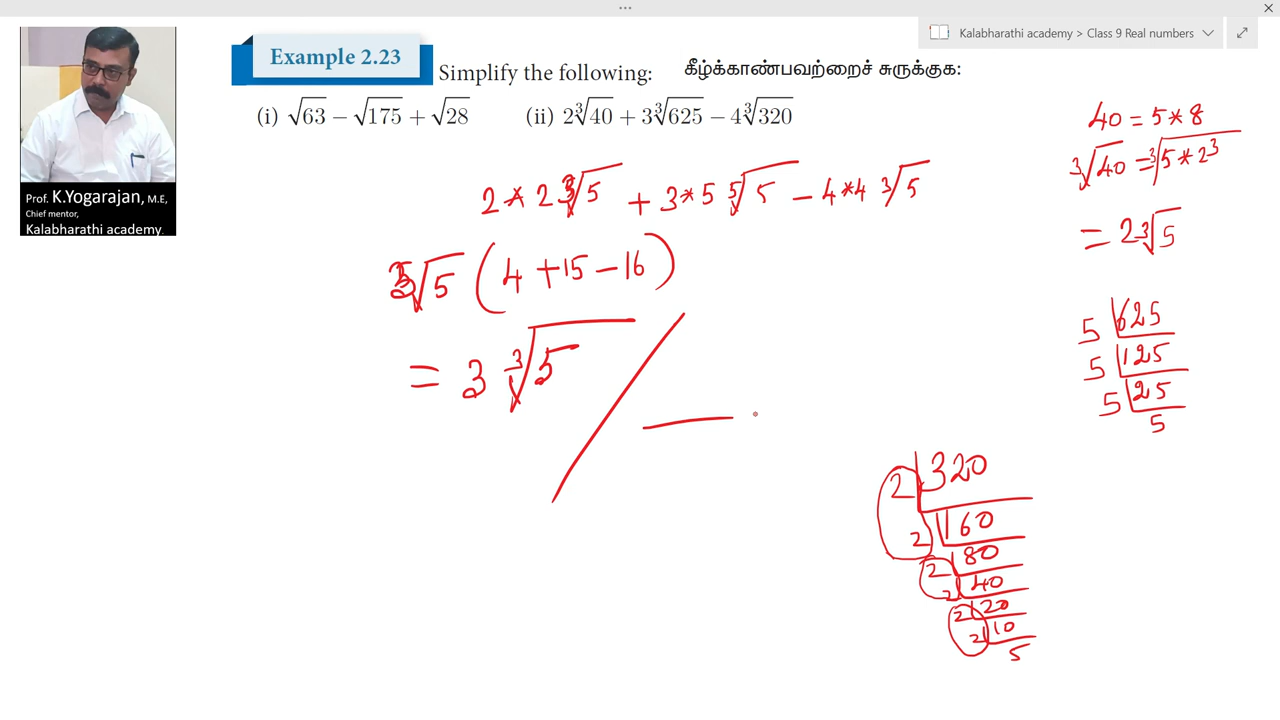 Kalabharathi academy > Class 9 Real numbers
Example 2.23
Simplify the following: கீழ்க்காண்பவற்றைச் சுருக்குக:
(i) √63 − √175 + √28 (ii) 2∛40 + 3∛625 − 4∛320
Prof. K.Yogarajan, M.E,
Chief mentor,
Kalabharathi academy.
2 * 2 ∛5 + 3 * 5 ⁵√5 − 4 * 4 ∛5
∛5 (4 + 15 − 16)
= 3 ∛5
40 = 5 * 8
∛40 = ∛5 * 2³
= 2∛5
5 | 625
5 | 125
5 | 25
5
2 | 320
2 | 160
2 | 80
2 | 40
2 | 20
2 | 10
5